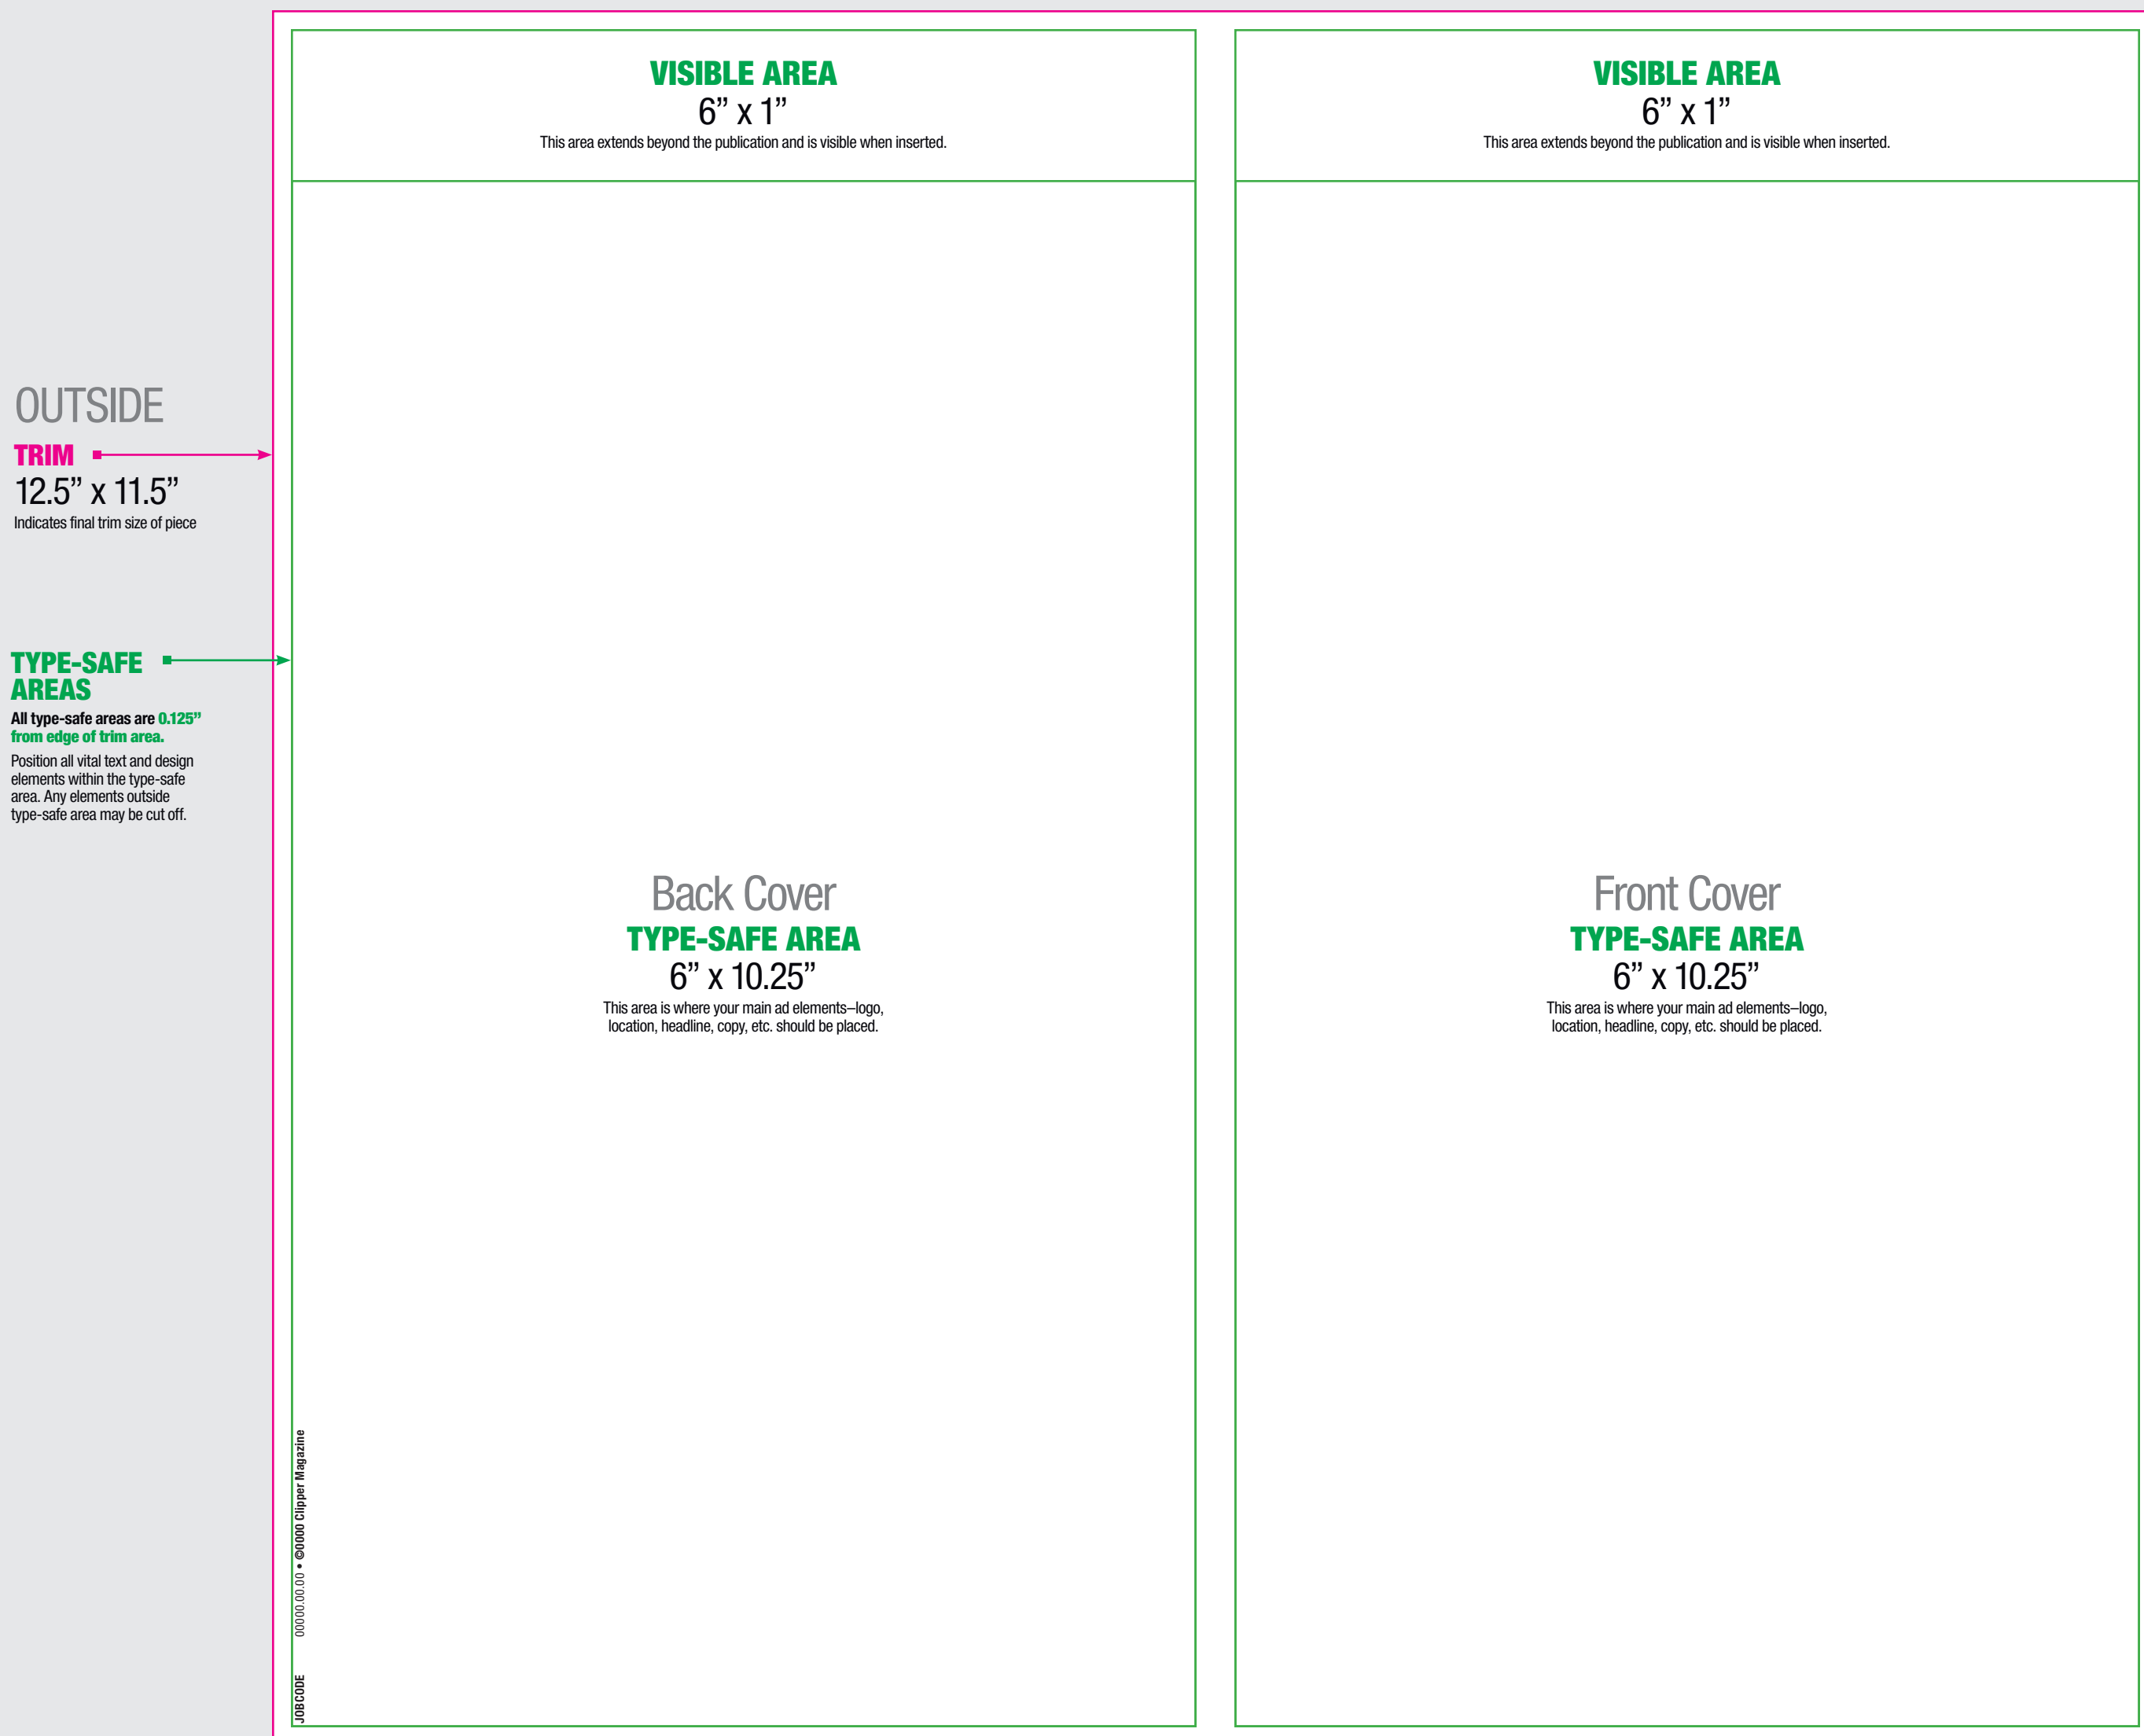 OUTSIDE
TRIM
12.5” x 11.5”
Indicates final trim size of piece
TYPE-SAFE
AREAS
All type-safe areas are 0.125”
from edge of trim area.
Position all vital text and design
elements within the type-safe
area. Any elements outside
type-safe area may be cut off.
VISIBLE AREA
6” x 1”
This area extends beyond the publication and is visible when inserted.
Back Cover
TYPE-SAFE AREA
6” x 10.25”
This area is where your main ad elements–logo,
location, headline, copy, etc. should be placed.
JOBCODE 00000.00.00 • ©0000 Clipper Magazine
VISIBLE AREA
6” x 1”
This area extends beyond the publication and is visible when inserted.
Front Cover
TYPE-SAFE AREA
6” x 10.25”
This area is where your main ad elements–logo,
location, headline, copy, etc. should be placed.